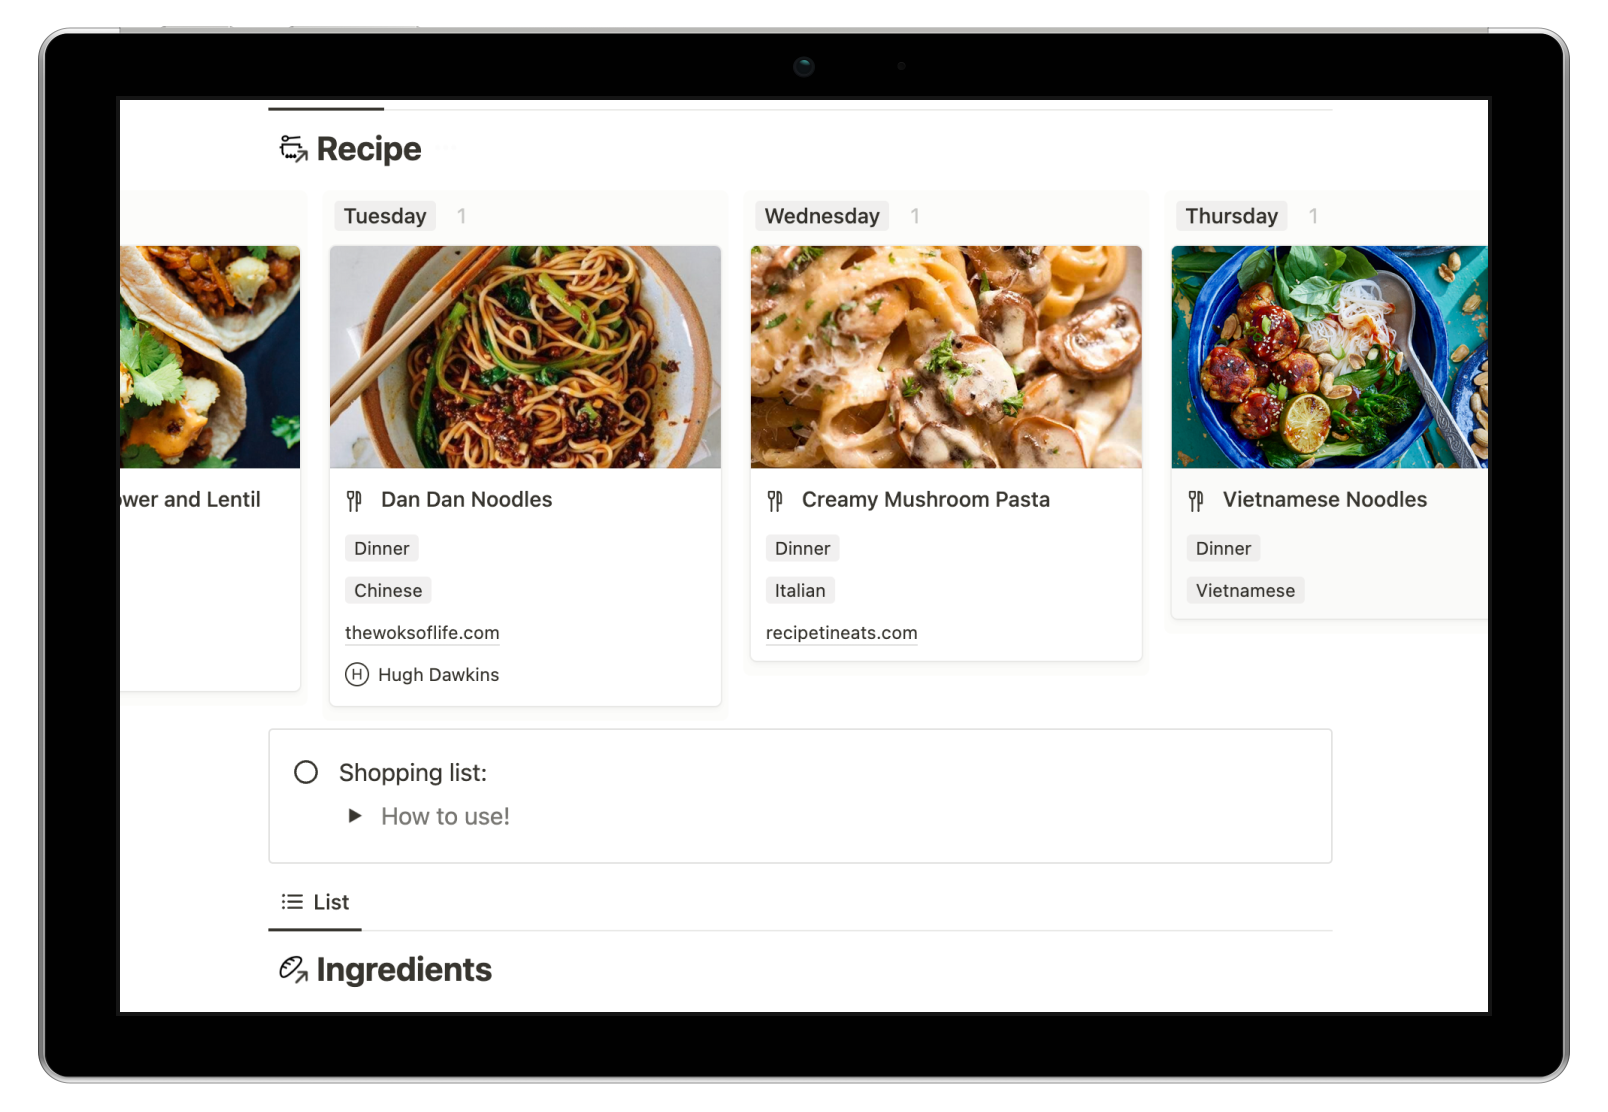 Recipe
Tuesday 1
Wednesday 1
Thursday 1
and Lentil
Dan Dan Noodles
Creamy Mushroom Pasta
Vietnamese Noodles
Dinner
Dinner
Dinner
Chinese
Italian
Vietnamese
thewoksoflife.com
recipetineats.com
H Hugh Dawkins
Shopping list:
How to use!
List
Ingredients